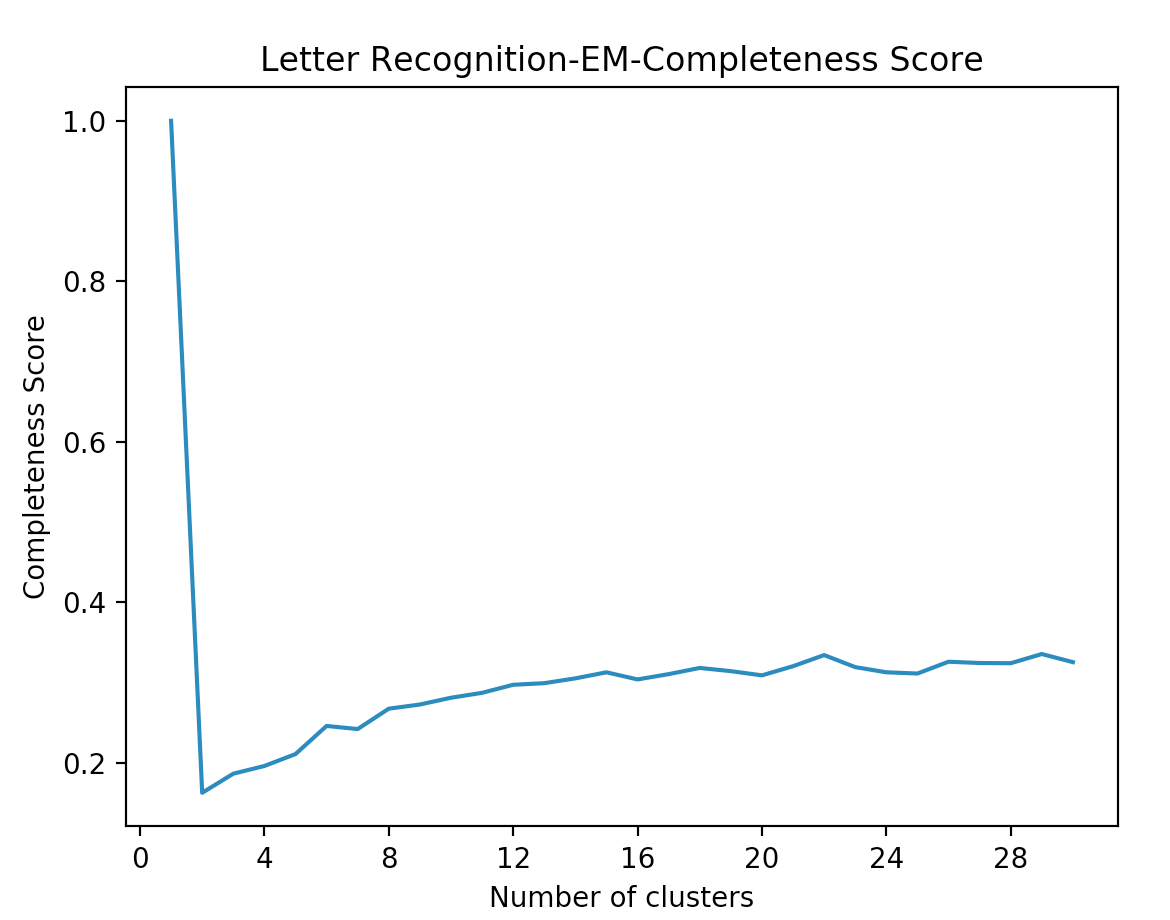 Letter Recognition-EM-Completeness Score
1.0
0.8
0.6
0.4
0.2
Completeness Score
0 4 8 12 16 20 24 28
Number of clusters